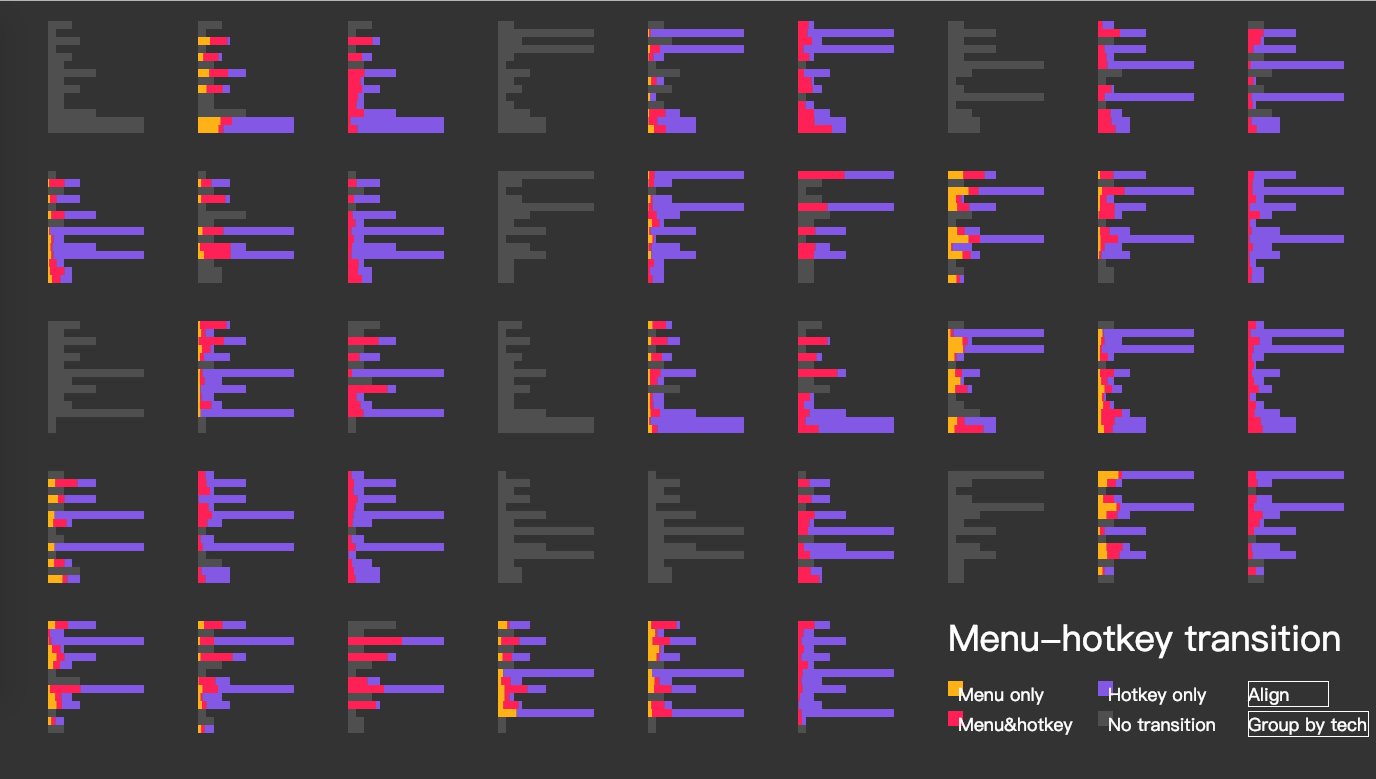 Menu–hotkey transition
Menu only
Hotkey only
Align
Menu&hotkey
No transition
Group by tech